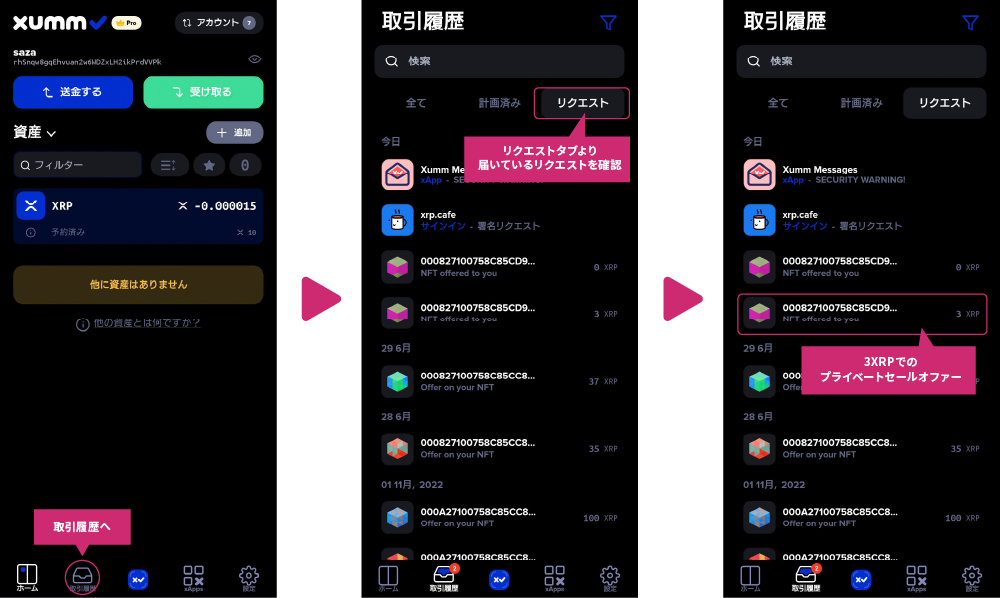 xumm Pro
アカウント 7
saza
rhSnqw8gqEhvuan2w6WDZxLH2ikPrdVVPk
送金する
受け取る
資産
追加
フィルター
0
XRP
-0.000015
予約済み
10
他に資産はありません
他の資産とは何ですか？
取引履歴へ
ホーム
取引履歴
xApps
設定
取引履歴
検索
全て
計画済み
リクエスト
リクエストタブより
届いているリクエストを確認
今日
Xumm Me
xApp - SE
xrp.cafe
サインイン - 署名リクエスト
000827100758C85CD9...
NFT offered to you
0 XRP
000827100758C85CD9...
NFT offered to you
3 XRP
29 6月
000827100758C85CC8...
Offer on your NFT
37 XRP
28 6月
000827100758C85CC8...
Offer on your NFT
35 XRP
01 11月, 2022
000A27100758C85CC8...
Offer on your NFT
100 XRP
000A27100758C85CC8...
ホーム
2
取引履歴
xApps
設定
取引履歴
検索
全て
計画済み
リクエスト
今日
Xumm Messages
xApp - SECURITY WARNING!
xrp.cafe
サインイン - 署名リクエスト
000827100758C85CD9...
NFT offered to you
0 XRP
000827100758C85CD9...
NFT offered to you
3 XRP
3XRPでの
プライベートセールオファー
29 6月
Offe
28 6月
000827100758C85CC8...
Offer on your NFT
35 XRP
01 11月, 2022
000A27100758C85CC8...
Offer on your NFT
100 XRP
000A27100758C85CC8...
ホーム
2
取引履歴
xApps
設定